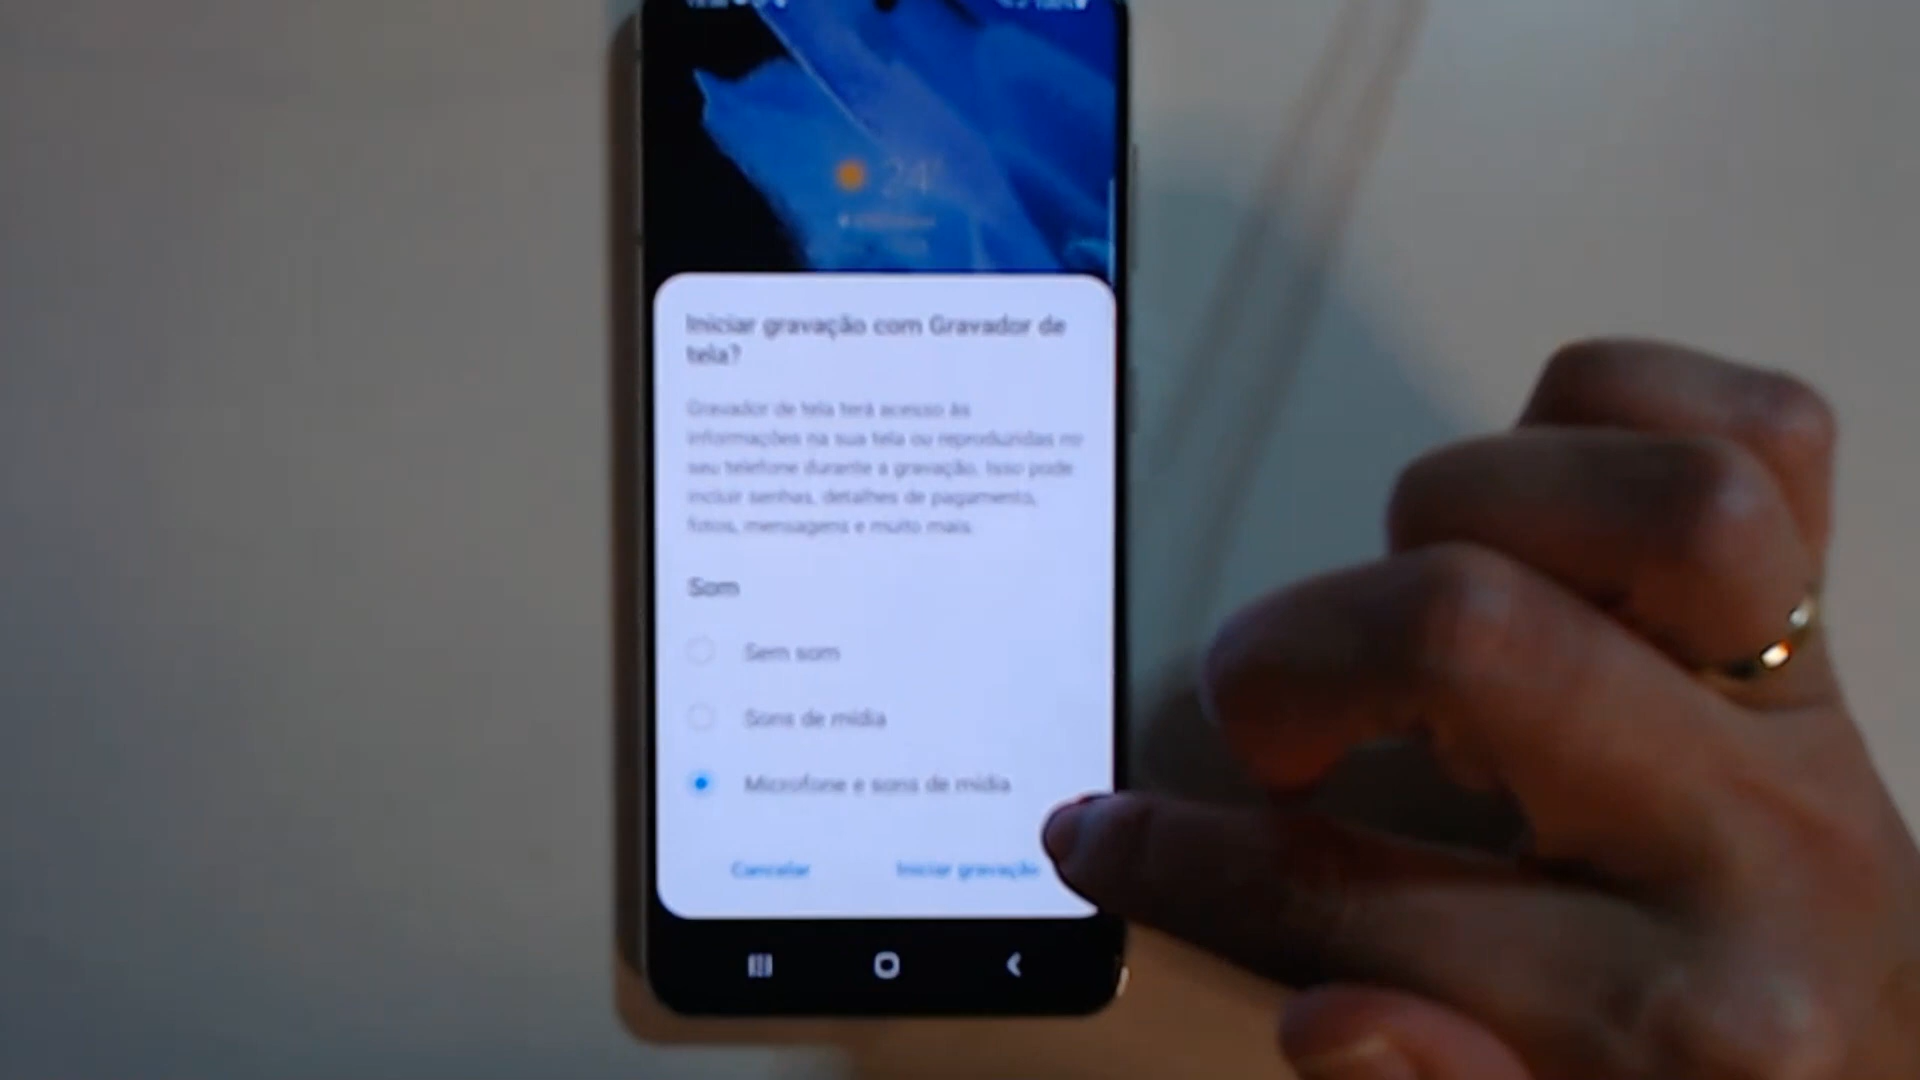 24°
Iniciar gravação com Gravador de
tela?
Gravador de tela terá acesso às
informações na sua tela ou reproduzidas no
seu telefone durante a gravação. Isso pode
incluir senhas, detalhes de pagamento,
fotos, mensagens e muito mais.
Som
Sem som
Sons de mídia
Microfone e sons de mídia
Cancelar
Iniciar gravação